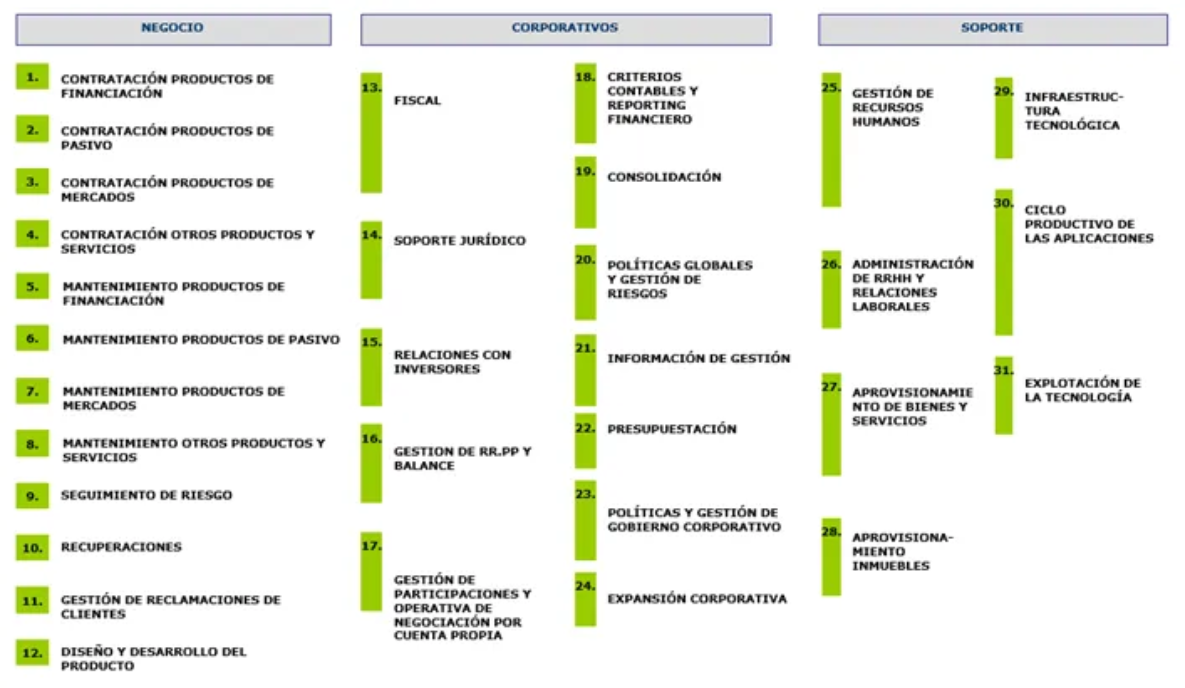 NEGOCIO
1. CONTRATACIÓN PRODUCTOS DE
FINANCIACIÓN
2. CONTRATACIÓN PRODUCTOS DE
PASIVO
3. CONTRATACIÓN PRODUCTOS DE
MERCADOS
4. CONTRATACIÓN OTROS PRODUCTOS Y
SERVICIOS
5. MANTENIMIENTO PRODUCTOS DE
FINANCIACIÓN
6. MANTENIMIENTO PRODUCTOS DE PASIVO
7. MANTENIMIENTO PRODUCTOS DE
MERCADOS
8. MANTENIMIENTO OTROS PRODUCTOS Y
SERVICIOS
9. SEGUIMIENTO DE RIESGO
10. RECUPERACIONES
11. GESTIÓN DE RECLAMACIONES DE
CLIENTES
12. DISEÑO Y DESARROLLO DEL
PRODUCTO
CORPORATIVOS
13. FISCAL
14. SOPORTE JURÍDICO
15. RELACIONES CON
INVERSORES
16. GESTION DE RR.PP Y
BALANCE
17. GESTIÓN DE
PARTICIPACIONES Y
OPERATIVA DE
NEGOCIACIÓN POR
CUENTA PROPIA
18. CRITERIOS
CONTABLES Y
REPORTING
FINANCIERO
19. CONSOLIDACIÓN
20. POLÍTICAS GLOBALES
Y GESTIÓN DE
RIESGOS
21. INFORMACIÓN DE GESTIÓN
22. PRESUPUESTACIÓN
23. POLÍTICAS Y GESTIÓN DE
GOBIERNO CORPORATIVO
24. EXPANSIÓN CORPORATIVA
SOPORTE
25. GESTIÓN DE
RECURSOS
HUMANOS
26. ADMINISTRACIÓN
DE RRHH Y
RELACIONES
LABORALES
27. APROVISIONAMIE
NTO DE BIENES Y
SERVICIOS
28. APROVISIONA-
MIENTO
INMUEBLES
29. INFRAESTRUC-
TURA
TECNOLÓGICA
30. CICLO
PRODUCTIVO DE
LAS APLICACIONES
31. EXPLOTACIÓN DE
LA TECNOLOGÍA